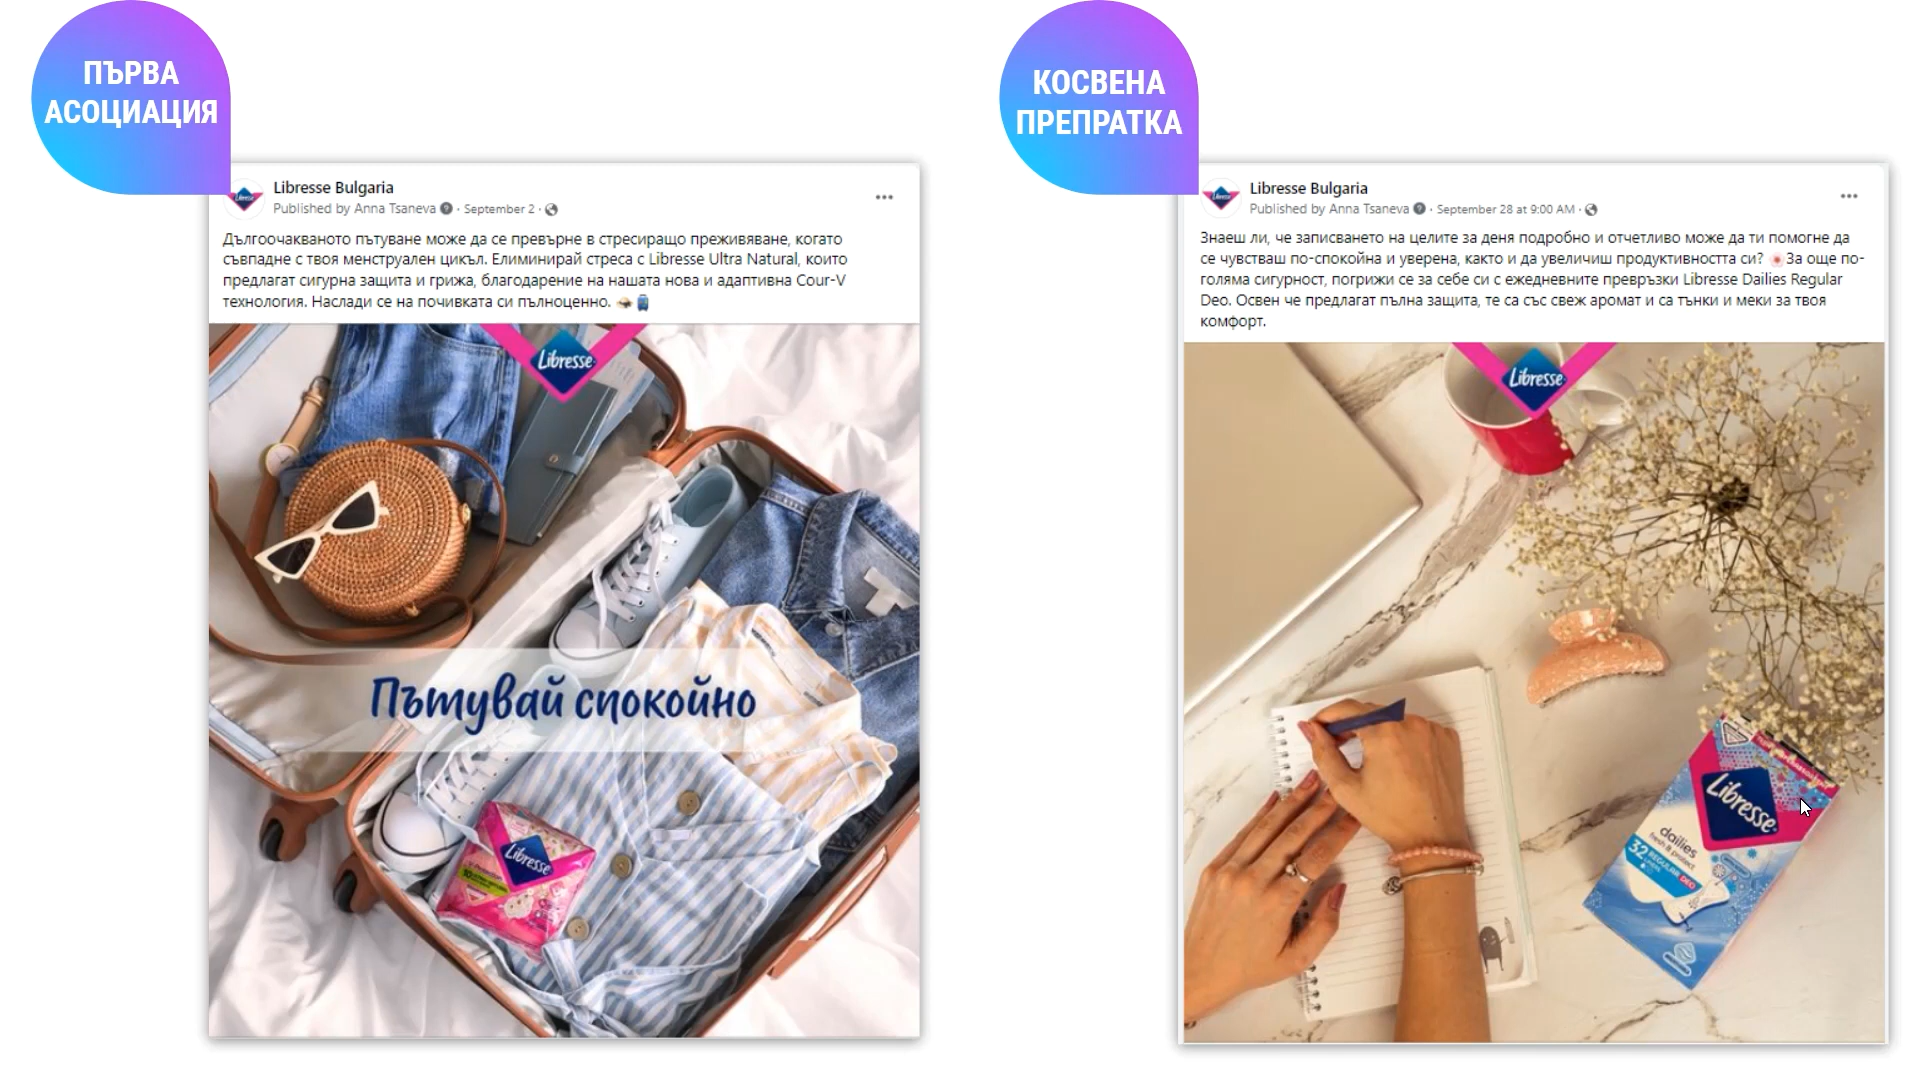 ПЪРВА
АСОЦИАЦИЯ
Libresse Bulgaria
Published by Anna Tsaneva · September 2 ·
Дългоочакваното пътуване може да се превърне в стресиращо преживяване, когато
съвпадне с твоя менструален цикъл. Елиминирай стреса с Libresse Ultra Natural, които
предлагат сигурна защита и грижа, благодарение на нашата нова и адаптивна Cour-V
технология. Наслади се на почивката си пълноценно.
Libresse
Пътувай спокойно
Libresse
КОСВЕНА
ПРЕПРАТКА
Libresse Bulgaria
Published by Anna Tsaneva · September 28 at 9:00 AM ·
Знаеш ли, че записването на целите за деня подробно и отчетливо може да ти помогне да
се чувстваш по-спокойна и уверена, както и да увеличиш продуктивността си? За още по-
голяма сигурност, погрижи се за себе си с ежедневните превръзки Libresse Dailies Regular
Deo. Освен че предлагат пълна защита, те са със свеж аромат и са тънки и меки за твоя
комфорт.
Libresse
Libresse
dailies
fresh & protect
32 REGULAR DEO